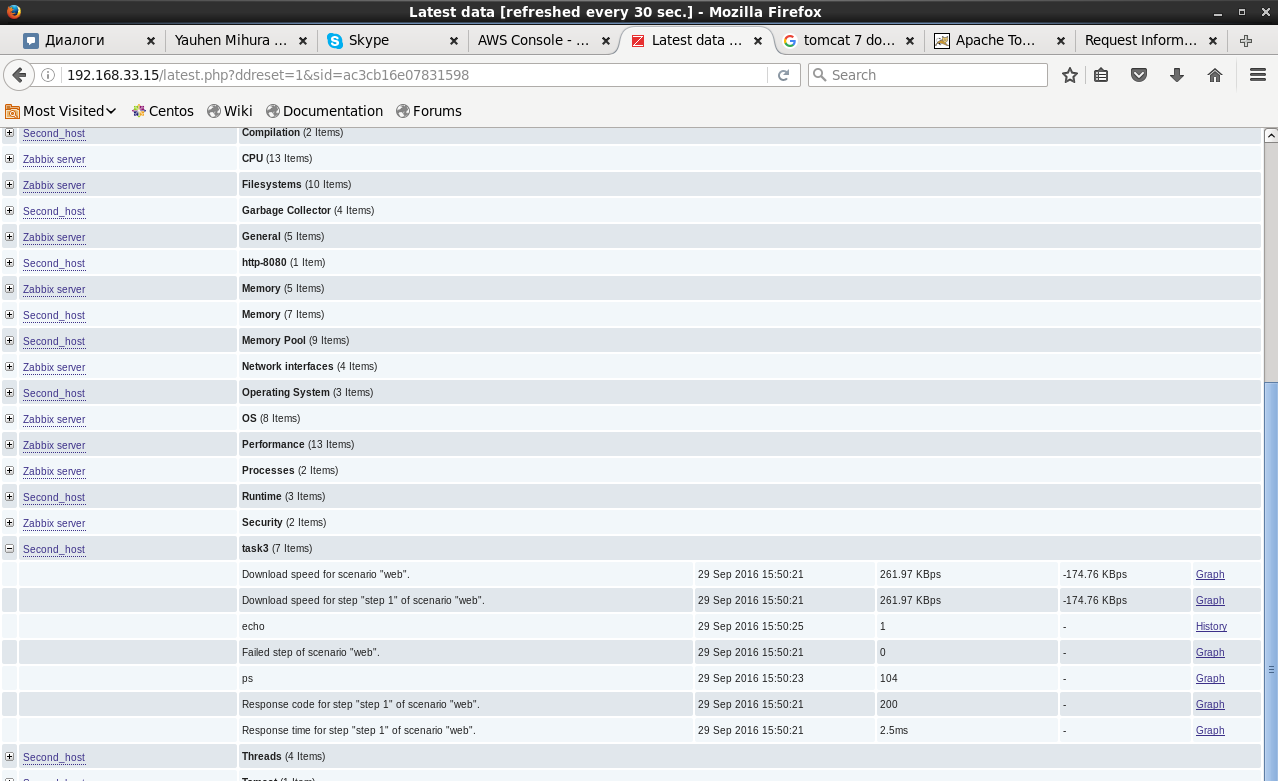 Latest data [refreshed every 30 sec.] - Mozilla Firefox
Диалоги Yauhen Mihura ... Skype AWS Console - ... Latest data ... tomcat 7 do... Apache To... Request Inform...
192.168.33.15/latest.php?ddreset=1&sid=ac3cb16e07831598 Search
Most Visited Centos Wiki Documentation Forums
Second_host Compilation (2 Items)
Zabbix server CPU (13 Items)
Zabbix server Filesystems (10 Items)
Second_host Garbage Collector (4 Items)
Zabbix server General (5 Items)
Second_host http-8080 (1 Item)
Zabbix server Memory (5 Items)
Second_host Memory (7 Items)
Second_host Memory Pool (9 Items)
Zabbix server Network interfaces (4 Items)
Second_host Operating System (3 Items)
Zabbix server OS (8 Items)
Zabbix server Performance (13 Items)
Zabbix server Processes (2 Items)
Second_host Runtime (3 Items)
Zabbix server Security (2 Items)
Second_host task3 (7 Items)
Download speed for scenario "web". 29 Sep 2016 15:50:21 261.97 KBps -174.76 KBps Graph
Download speed for step "step 1" of scenario "web". 29 Sep 2016 15:50:21 261.97 KBps -174.76 KBps Graph
echo 29 Sep 2016 15:50:25 1 - History
Failed step of scenario "web". 29 Sep 2016 15:50:21 0 - Graph
ps 29 Sep 2016 15:50:23 104 - Graph
Response code for step "step 1" of scenario "web". 29 Sep 2016 15:50:21 200 - Graph
Response time for step "step 1" of scenario "web". 29 Sep 2016 15:50:21 2.5ms - Graph
Second_host Threads (4 Items)